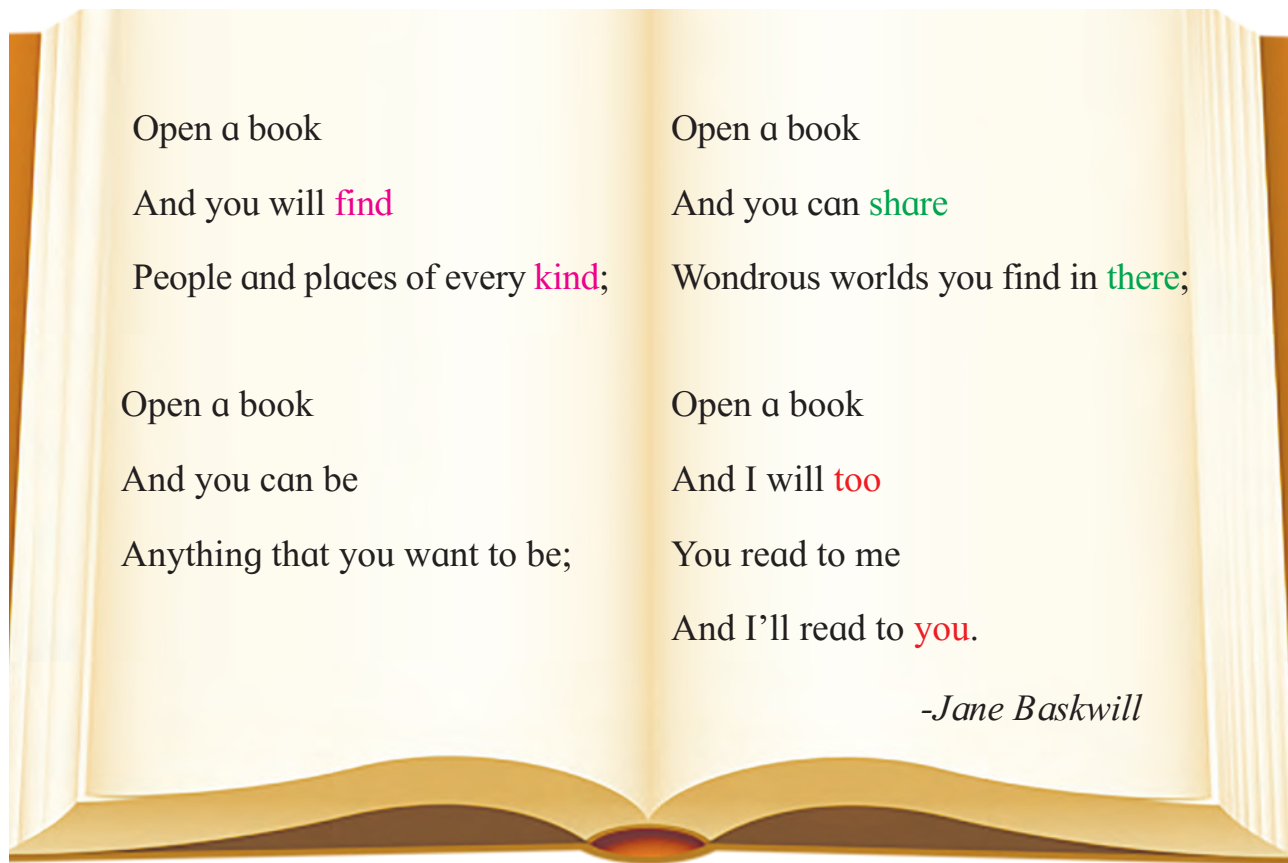 Open a book
And you will find
People and places of every kind;
Open a book
And you can be
Anything that you want to be;
Open a book
And you can share
Wondrous worlds you find in there;
Open a book
And I will too
You read to me
And I’ll read to you.
-Jane Baskwill